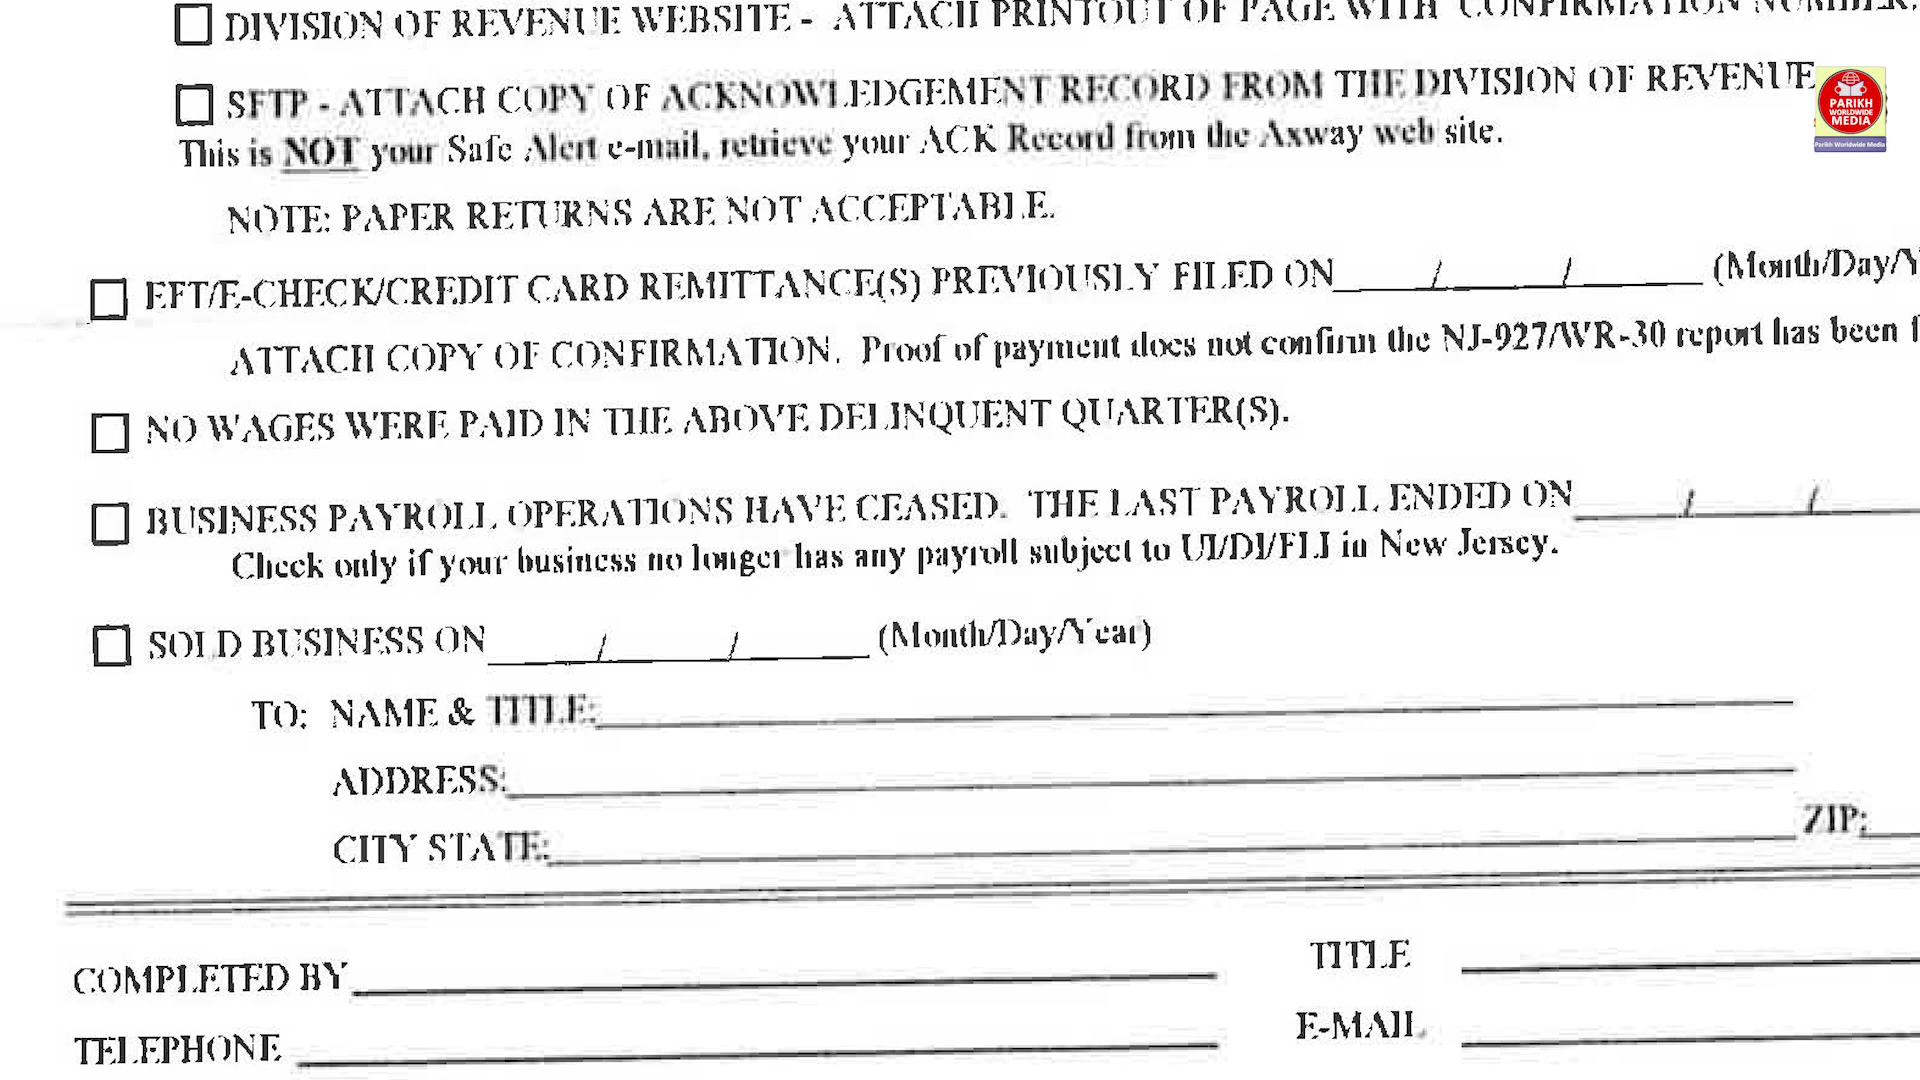 DIVISION OF REVENUE WEBSITE - ATTACH PRINTOUT OF PAGE WITH CONFIRMATION NUMBER.
SFTP - ATTACH COPY OF ACKNOWLEDGEMENT RECORD FROM THE DIVISION OF REVENUE
This is NOT your Safe Alert e-mail, retrieve your ACK Record from the Axway web site.
NOTE: PAPER RETURNS ARE NOT ACCEPTABLE.
EFT/E-CHECK/CREDIT CARD REMITTANCE(S) PREVIOUSLY FILED ON____/____/____ (Month/Day/Y
ATTACH COPY OF CONFIRMATION. Proof of payment does not confirm the NJ-927/WR-30 report has been f
NO WAGES WERE PAID IN THE ABOVE DELINQUENT QUARTER(S).
BUSINESS PAYROLL OPERATIONS HAVE CEASED. THE LAST PAYROLL ENDED ON____/____/____
Check only if your business no longer has any payroll subject to UI/DI/FLI in New Jersey.
SOLD BUSINESS ON____/____/____ (Month/Day/Year)
TO: NAME & TITLE:
ADDRESS:
CITY STATE: ZIP:
COMPLETED BY TITLE
TELEPHONE E-MAIL
PARIKH
WORLDWIDE
MEDIA
Parikh Worldwide Media